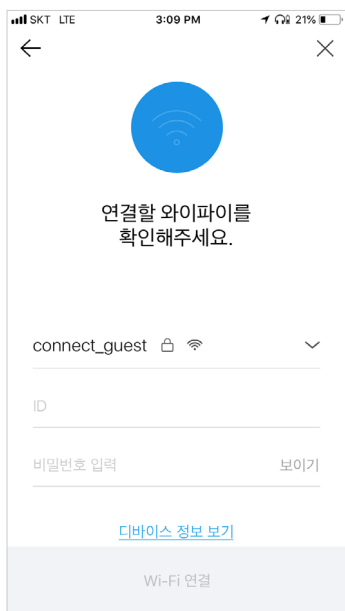 SKT LTE 3:09 PM 21%
연결할 와이파이를
확인해주세요.
connect_guest
ID
비밀번호 입력 보이기
디바이스 정보 보기
Wi-Fi 연결